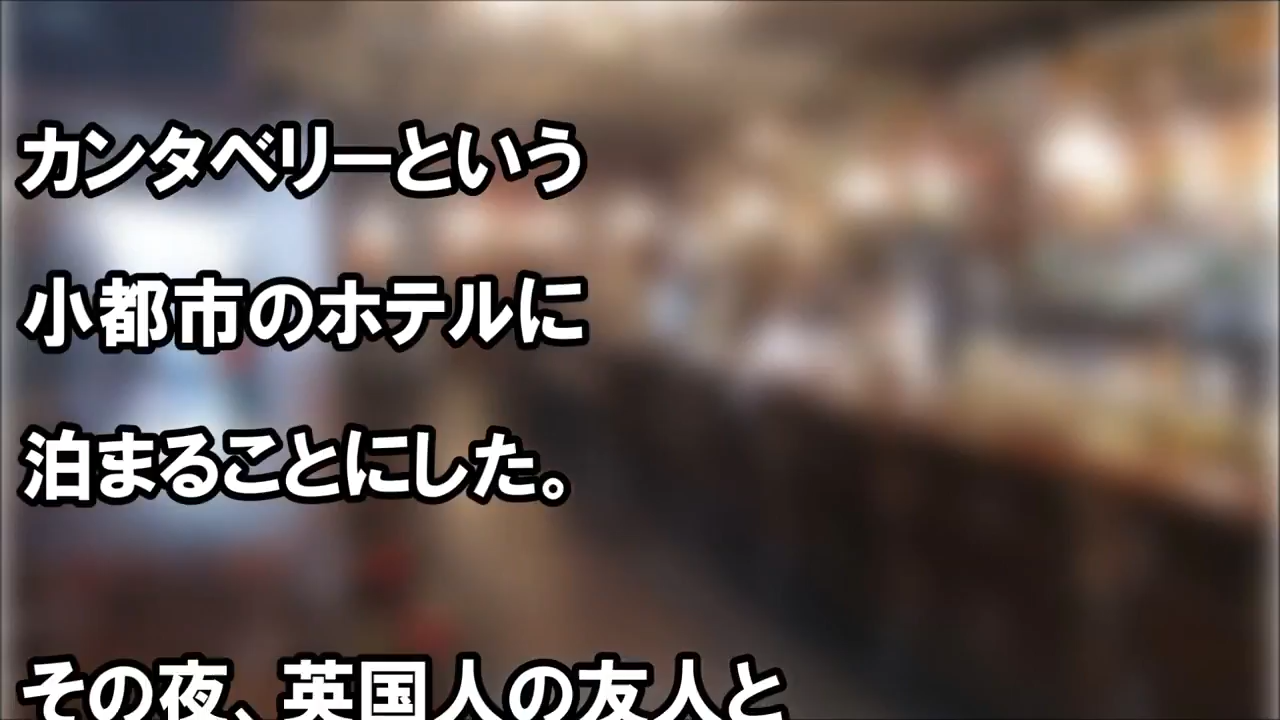 カンタベリーという
小都市のホテルに
泊まることにした。
その夜、英国人の友人と